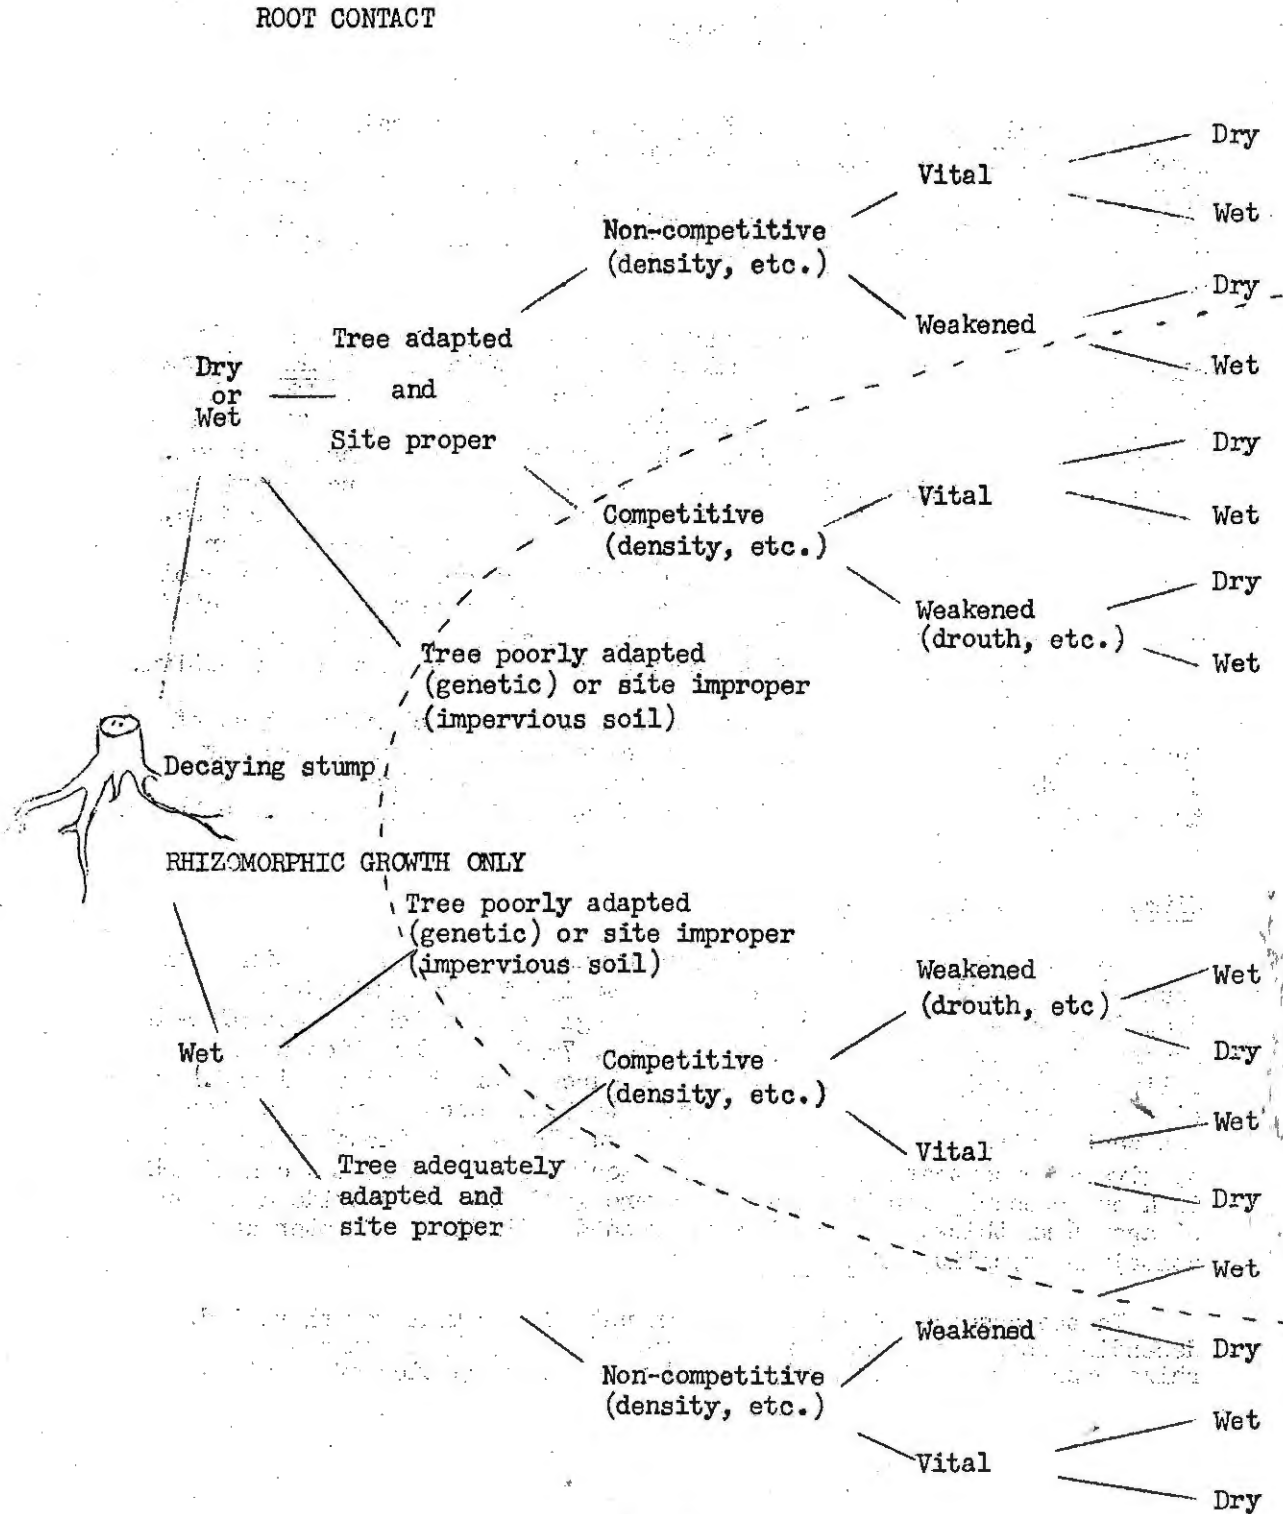 ROOT CONTACT
Dry
Vital
Wet
Non-competitive
(density, etc.)
Dry
Weakened
Tree adapted
Dry
or
Wet
and
Wet
Site proper
Dry
Vital
Competitive
(density, etc.)
Wet
Dry
Weakened
(drouth, etc.)
Wet
Tree poorly adapted
(genetic) or site improper
(impervious soil)
Decaying stump
RHIZOMORPHIC GROWTH ONLY
Tree poorly adapted
(genetic) or site improper
(impervious soil)
Weakened
(drouth, etc)
Wet
Dry
Wet
Competitive
(density, etc.)
Wet
Vital
Tree adequately
adapted and
site proper
Dry
Wet
Weakened
Dry
Non-competitive
(density, etc.)
Wet
Vital
Dry